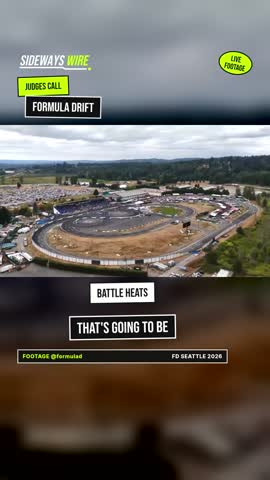 SIDEWAYS WIRE.
LIVE
FOOTAGE
JUDGES CALL
FORMULA DRIFT
BATTLE HEATS
THAT'S GOING TO BE
FOOTAGE @formulad
FD SEATTLE 2026